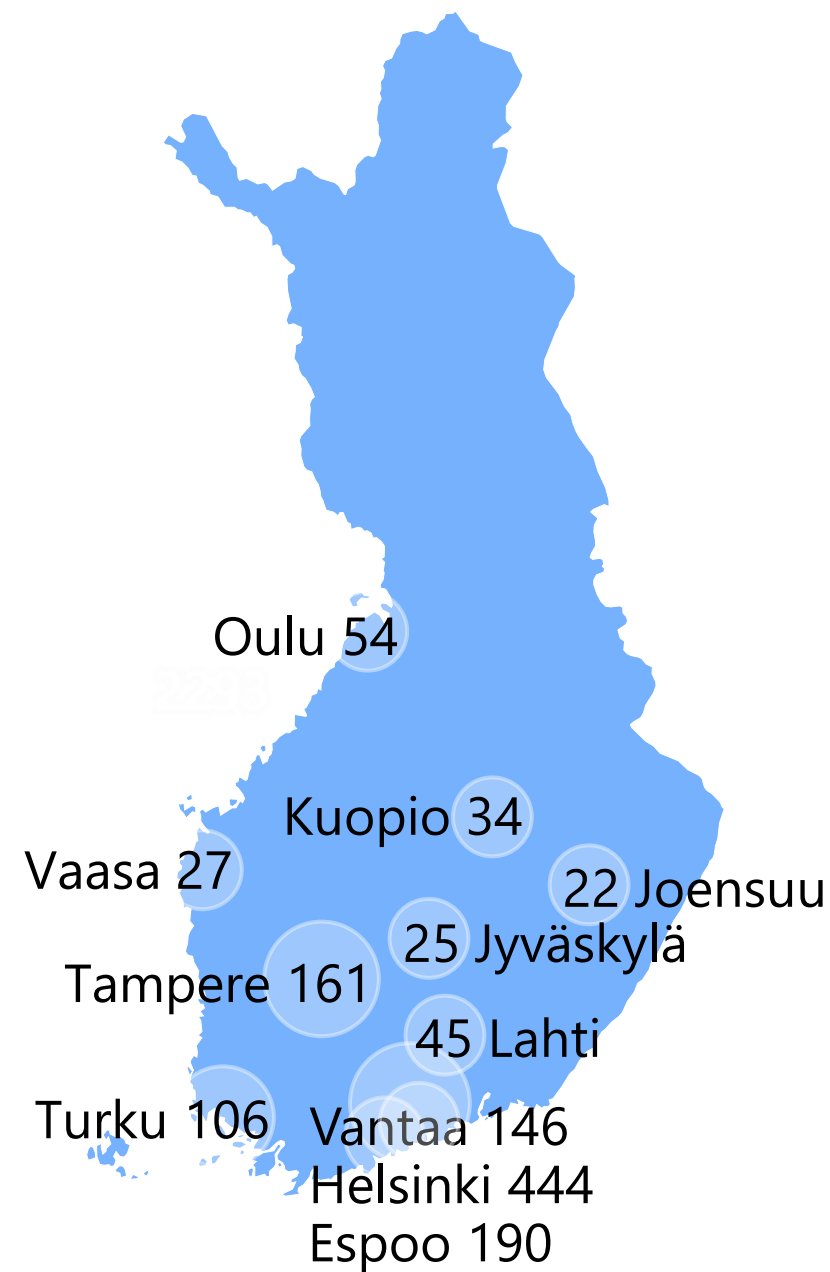 Oulu 54
Kuopio 34
Vaasa 27
22 Joensuu
25 Jyväskylä
Tampere 161
45 Lahti
Turku 106
Vantaa 146
Helsinki 444
Espoo 190